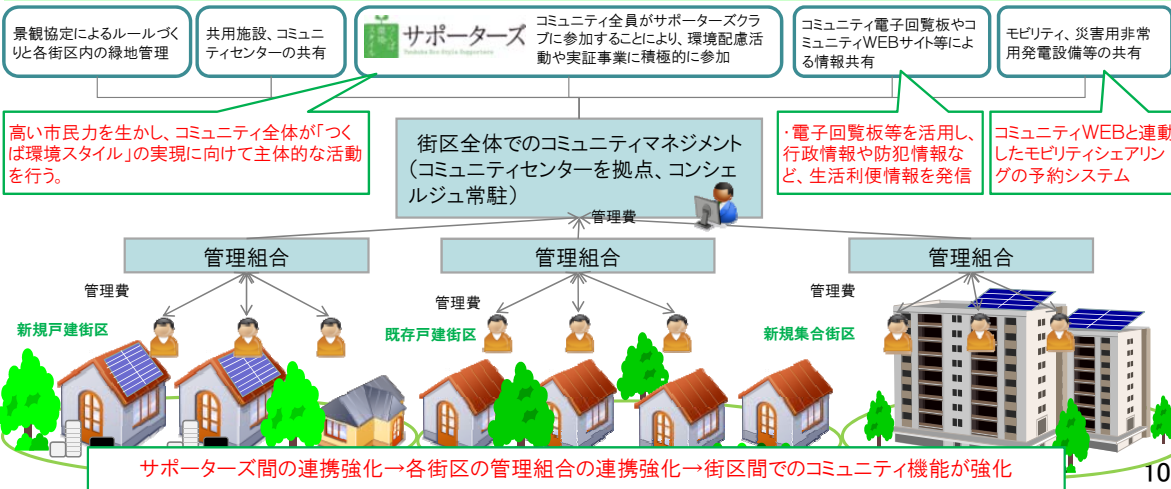 景観協定によるルールづく
りと各街区内の緑地管理
共用施設、コミュニ
ティセンターの共有
つくば
環境
スタイル
サポーターズ
Tsukuba Eco Style Supporters
コミュニティ全員がサポーターズクラ
ブに参加することにより、環境配慮活
動や実証事業に積極的に参加
コミュニティ電子回覧板やコ
ミュニティWEBサイト等によ
る情報共有
モビリティ、災害用非常
用発電設備等の共有
高い市民力を生かし、コミュニティ全体が「つく
ば環境スタイル」の実現に向けて主体的な活動
を行う。
街区全体でのコミュニティマネジメント
(コミュニティセンターを拠点、コンシェ
ルジュ常駐)
・電子回覧板等を活用し、
行政情報や防犯情報な
ど、生活利便情報を発信
コミュニティWEBと連動
したモビリティシェアリン
グの予約システム
管理費
管理組合
管理組合
管理組合
管理費
管理費
管理費
新規戸建街区
既存戸建街区
新規集合街区
サポーターズ間の連携強化→各街区の管理組合の連携強化→街区間でのコミュニティ機能が強化
10